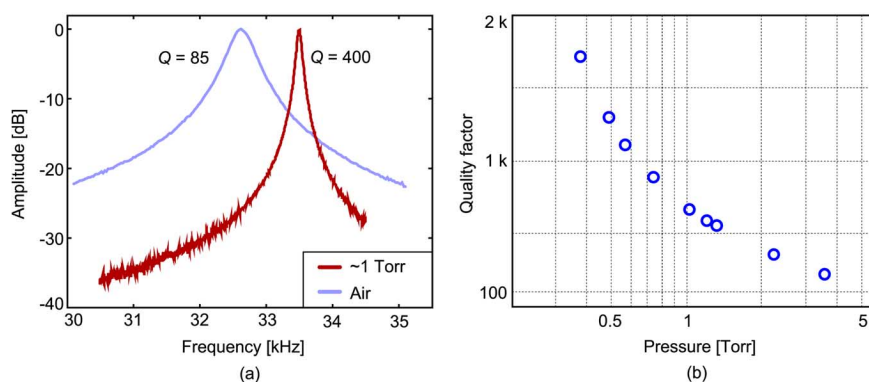 0
-10
-20
-30
-40
30
31
32
33
34
35
Amplitude [dB]
Frequency [kHz]
Q = 85
Q = 400
~1 Torr
Air
(a)
2 k
1 k
100
0.5
1
5
Quality factor
Pressure [Torr]
(b)